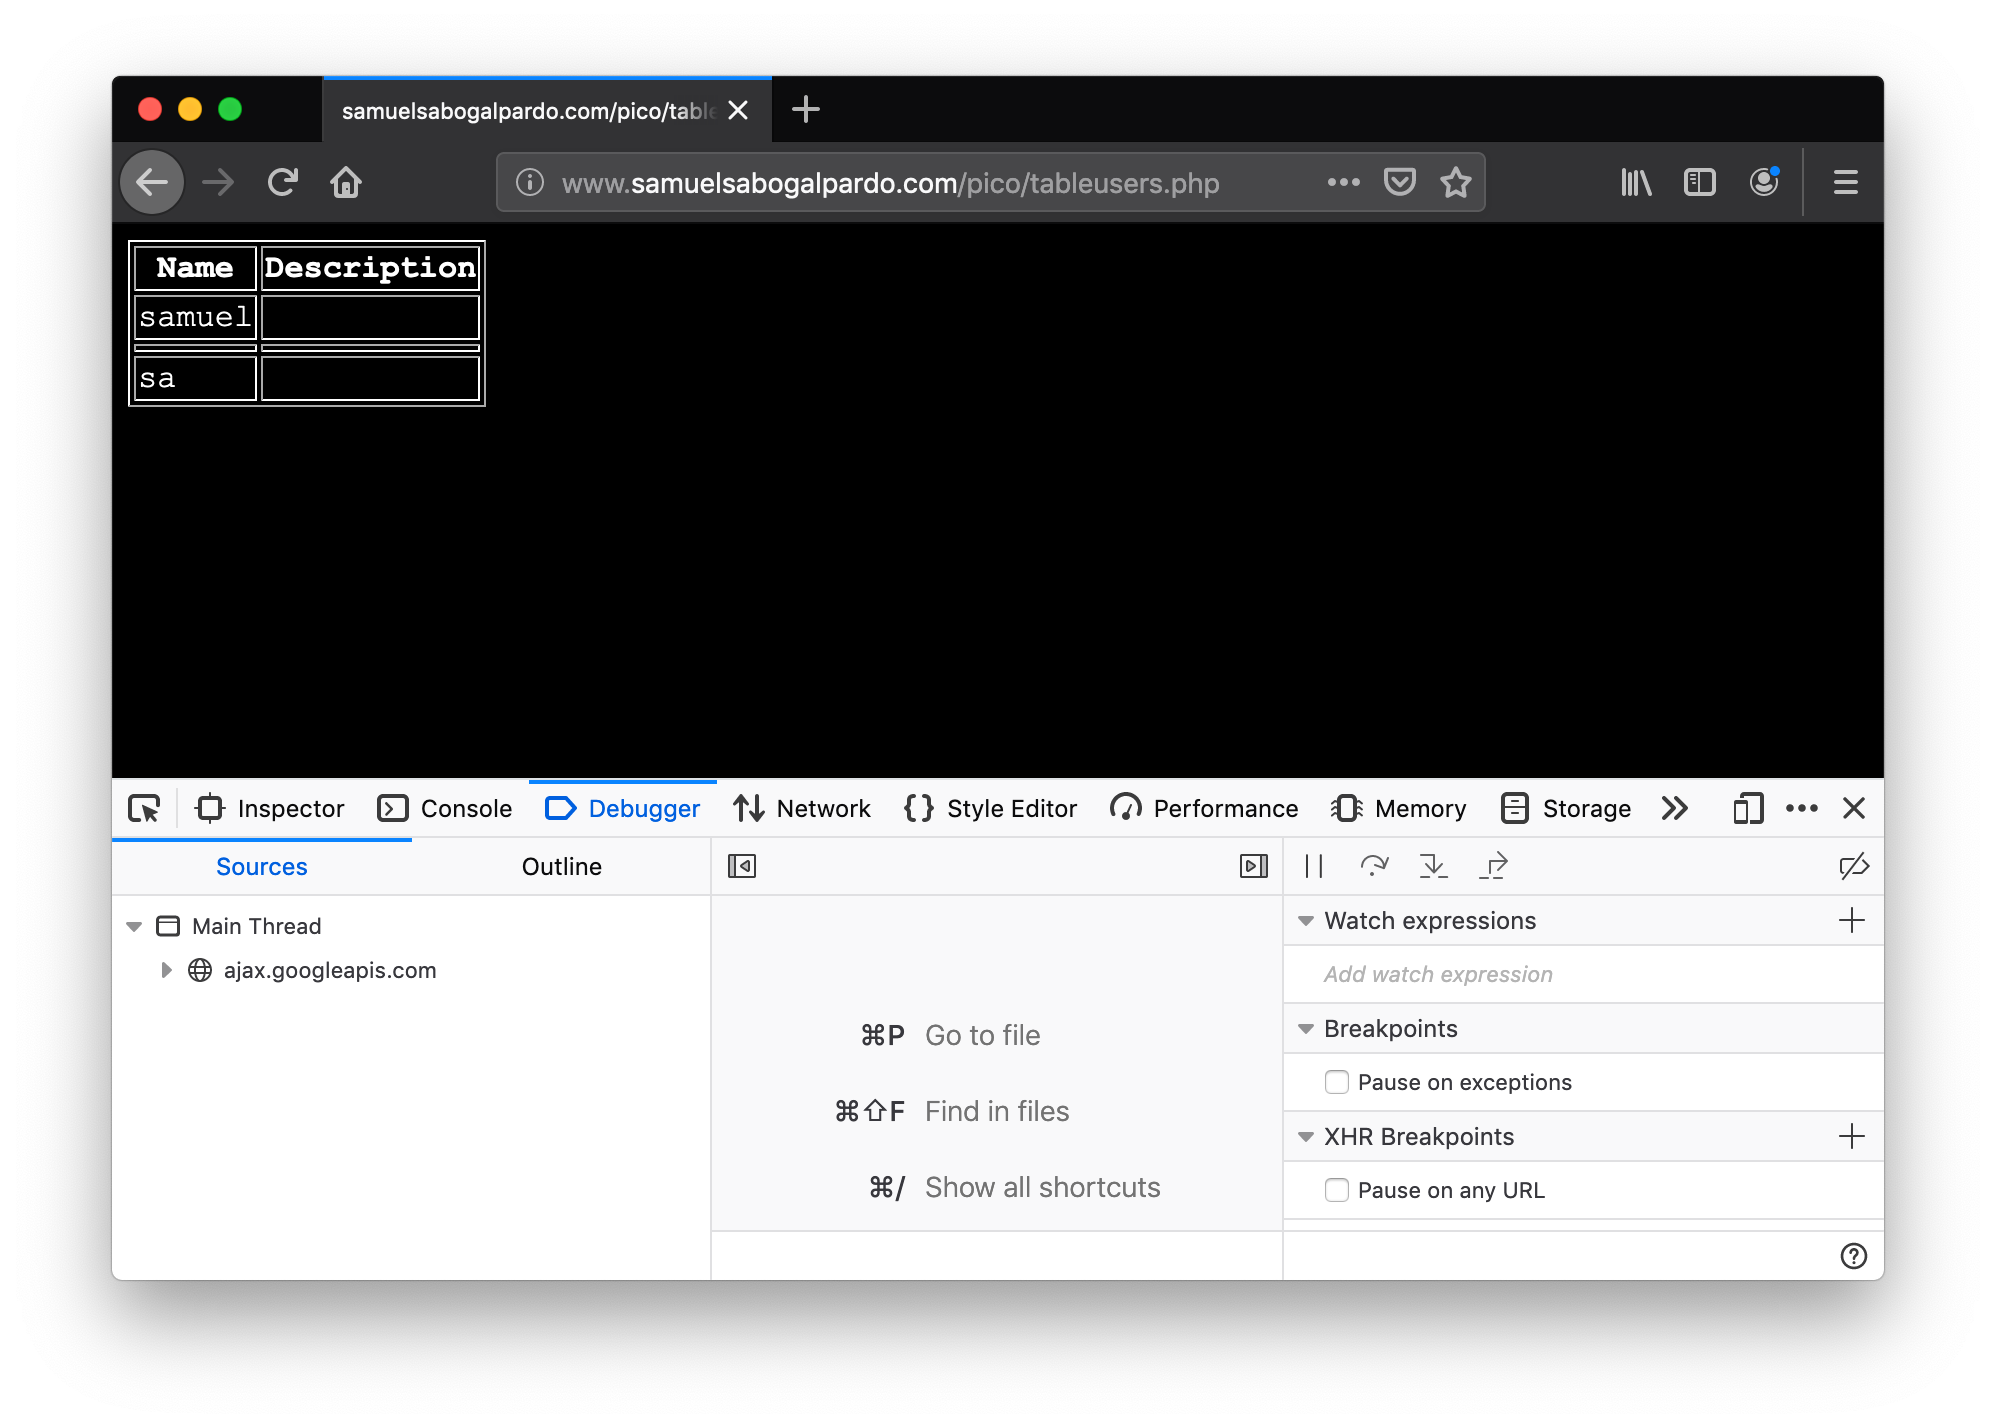 samuelsabogalpardo.com/pico/table
www.samuelsabogalpardo.com/pico/tableusers.php
Name Description
samuel
sa
Inspector Console Debugger Network Style Editor Performance Memory Storage
Sources Outline
Main Thread
ajax.googleapis.com
⌘P Go to file
⌘⇧F Find in files
⌘/ Show all shortcuts
Watch expressions
Add watch expression
Breakpoints
Pause on exceptions
XHR Breakpoints
Pause on any URL